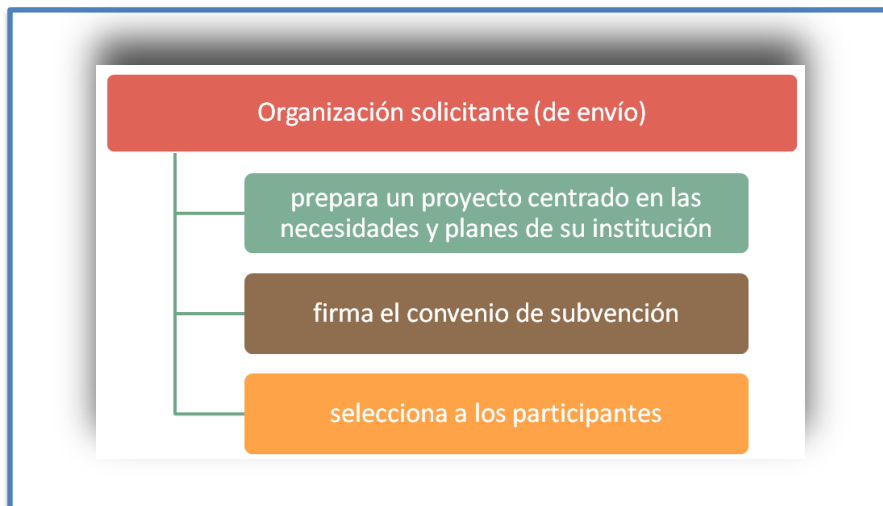 Organización solicitante (de envío)
prepara un proyecto centrado en las
necesidades y planes de su institución
firma el convenio de subvención
selecciona a los participantes